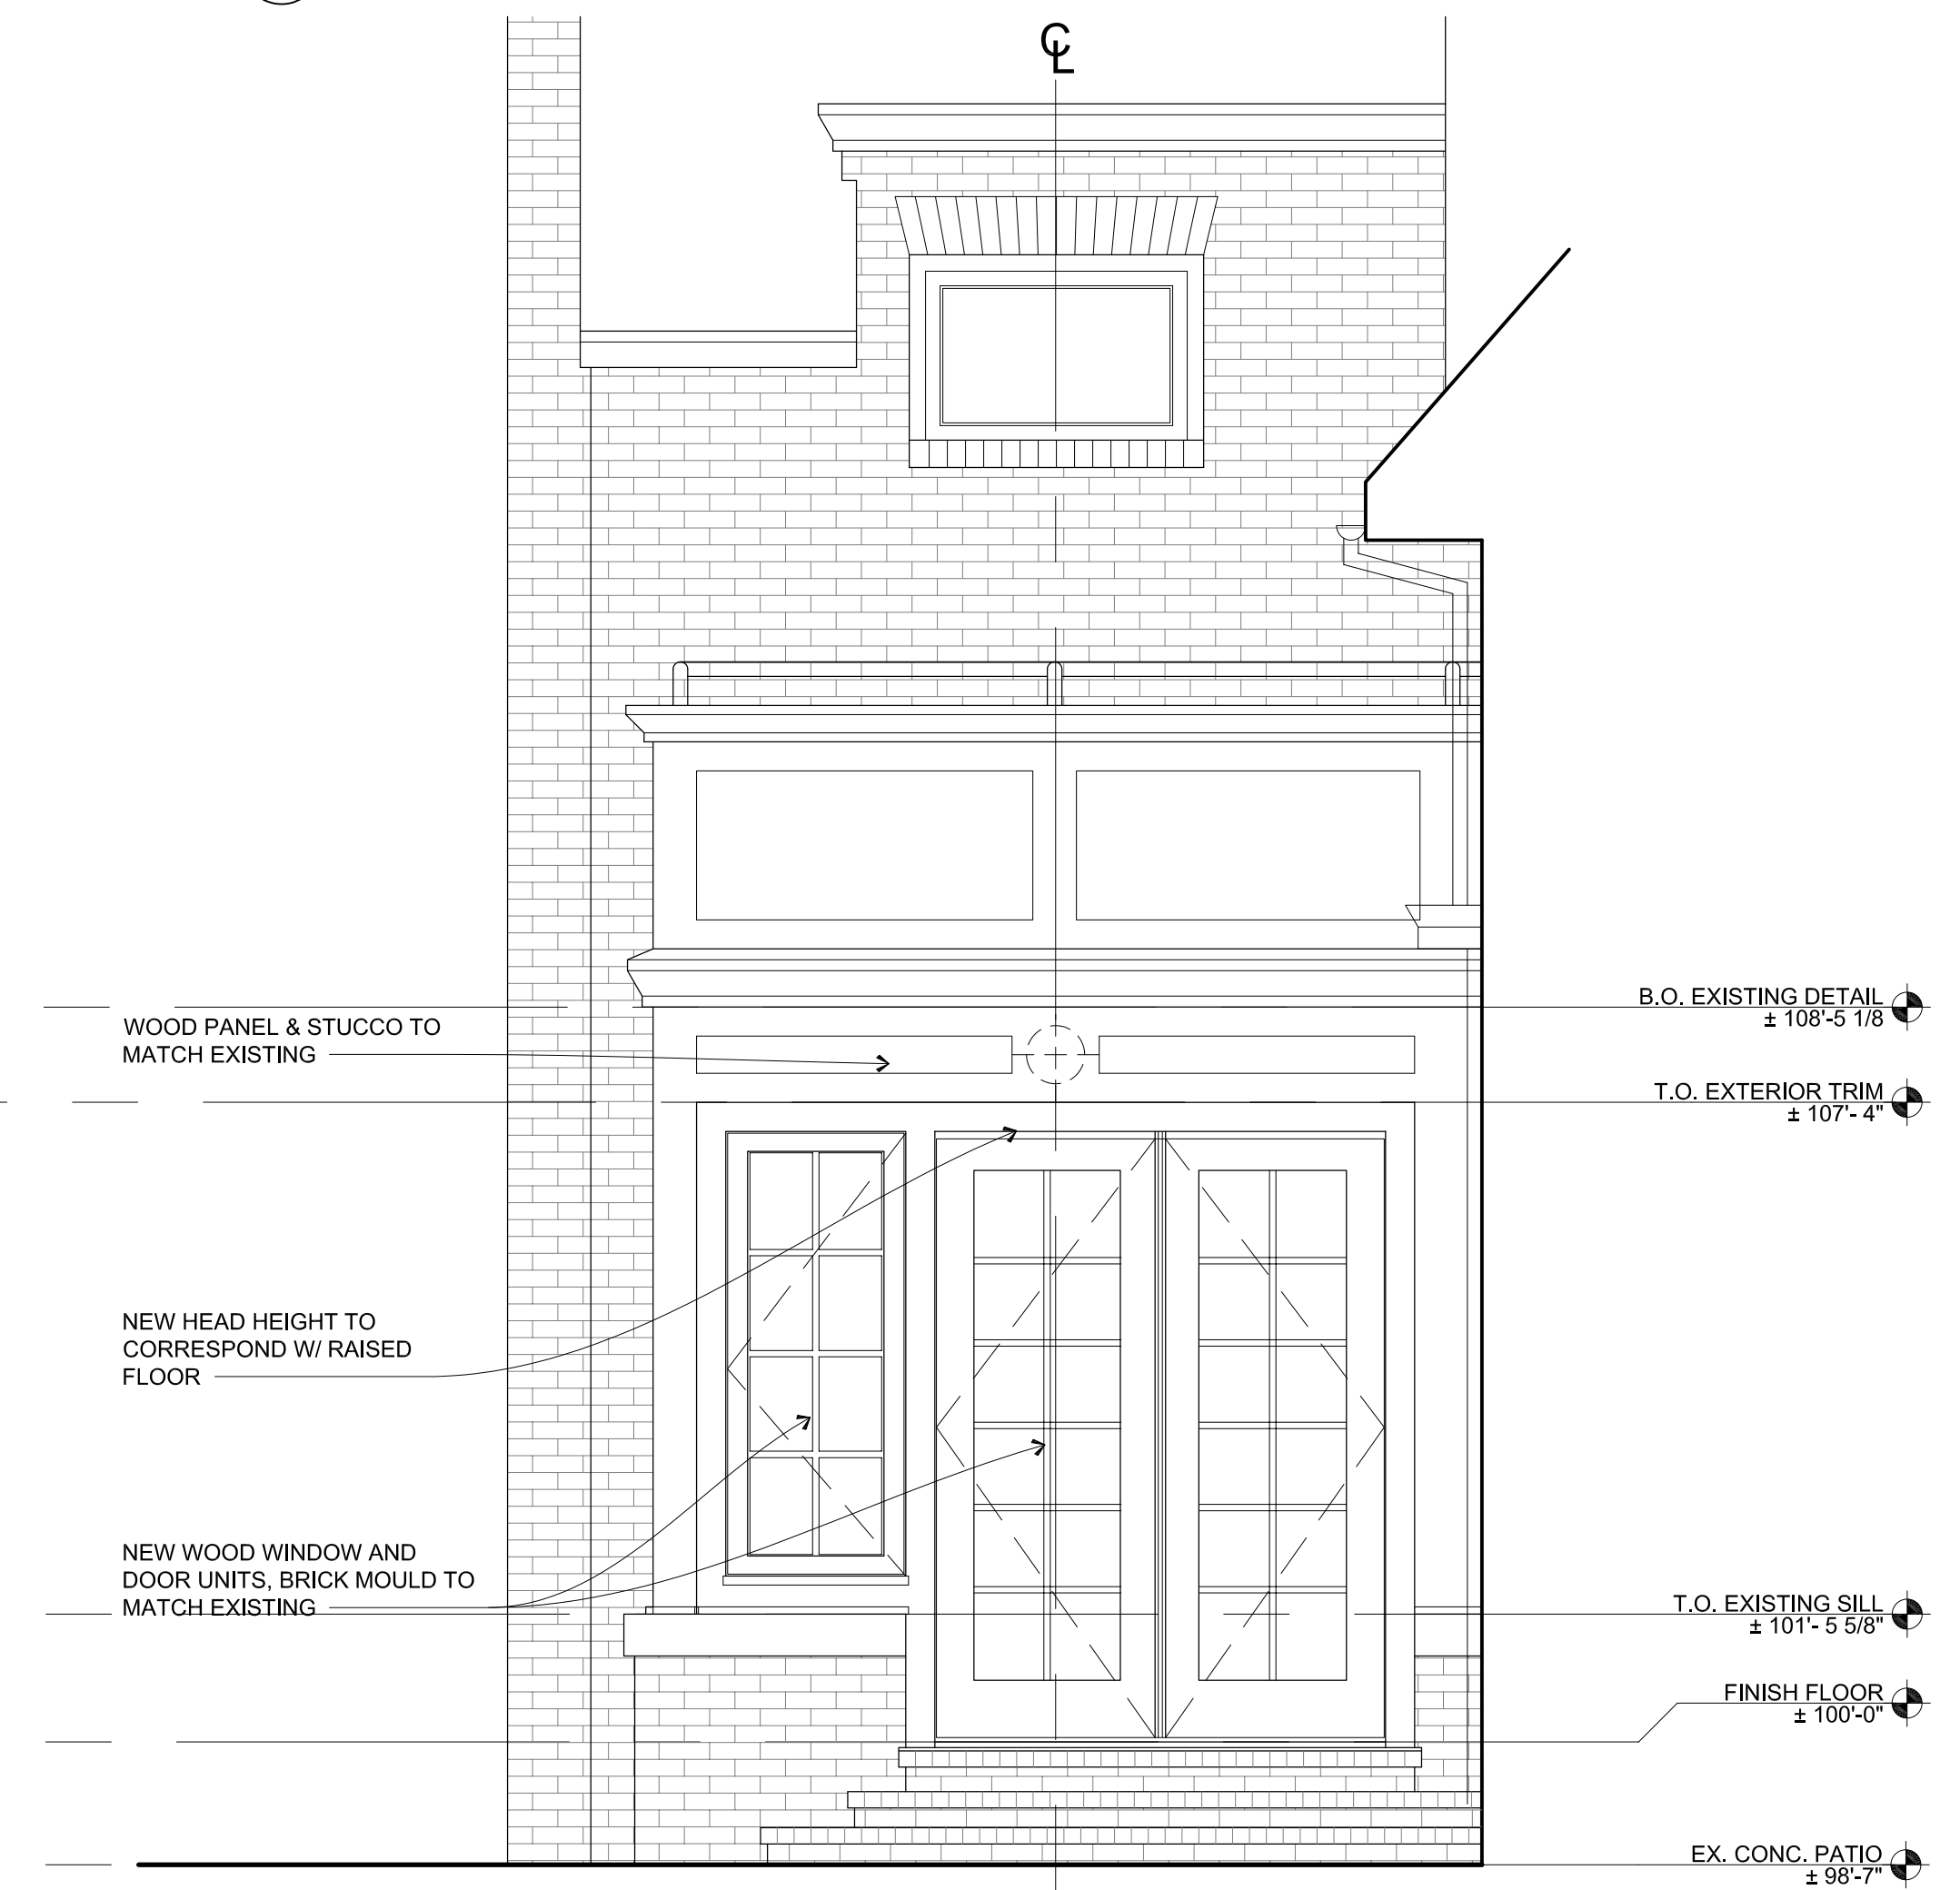 ℄
B.O. EXISTING DETAIL
± 108'-5 1/8
WOOD PANEL & STUCCO TO
MATCH EXISTING
T.O. EXTERIOR TRIM
± 107'- 4"
NEW HEAD HEIGHT TO
CORRESPOND W/ RAISED
FLOOR
NEW WOOD WINDOW AND
DOOR UNITS, BRICK MOULD TO
MATCH EXISTING
T.O. EXISTING SILL
± 101'- 5 5/8"
FINISH FLOOR
± 100'-0"
EX. CONC. PATIO
± 98'-7"